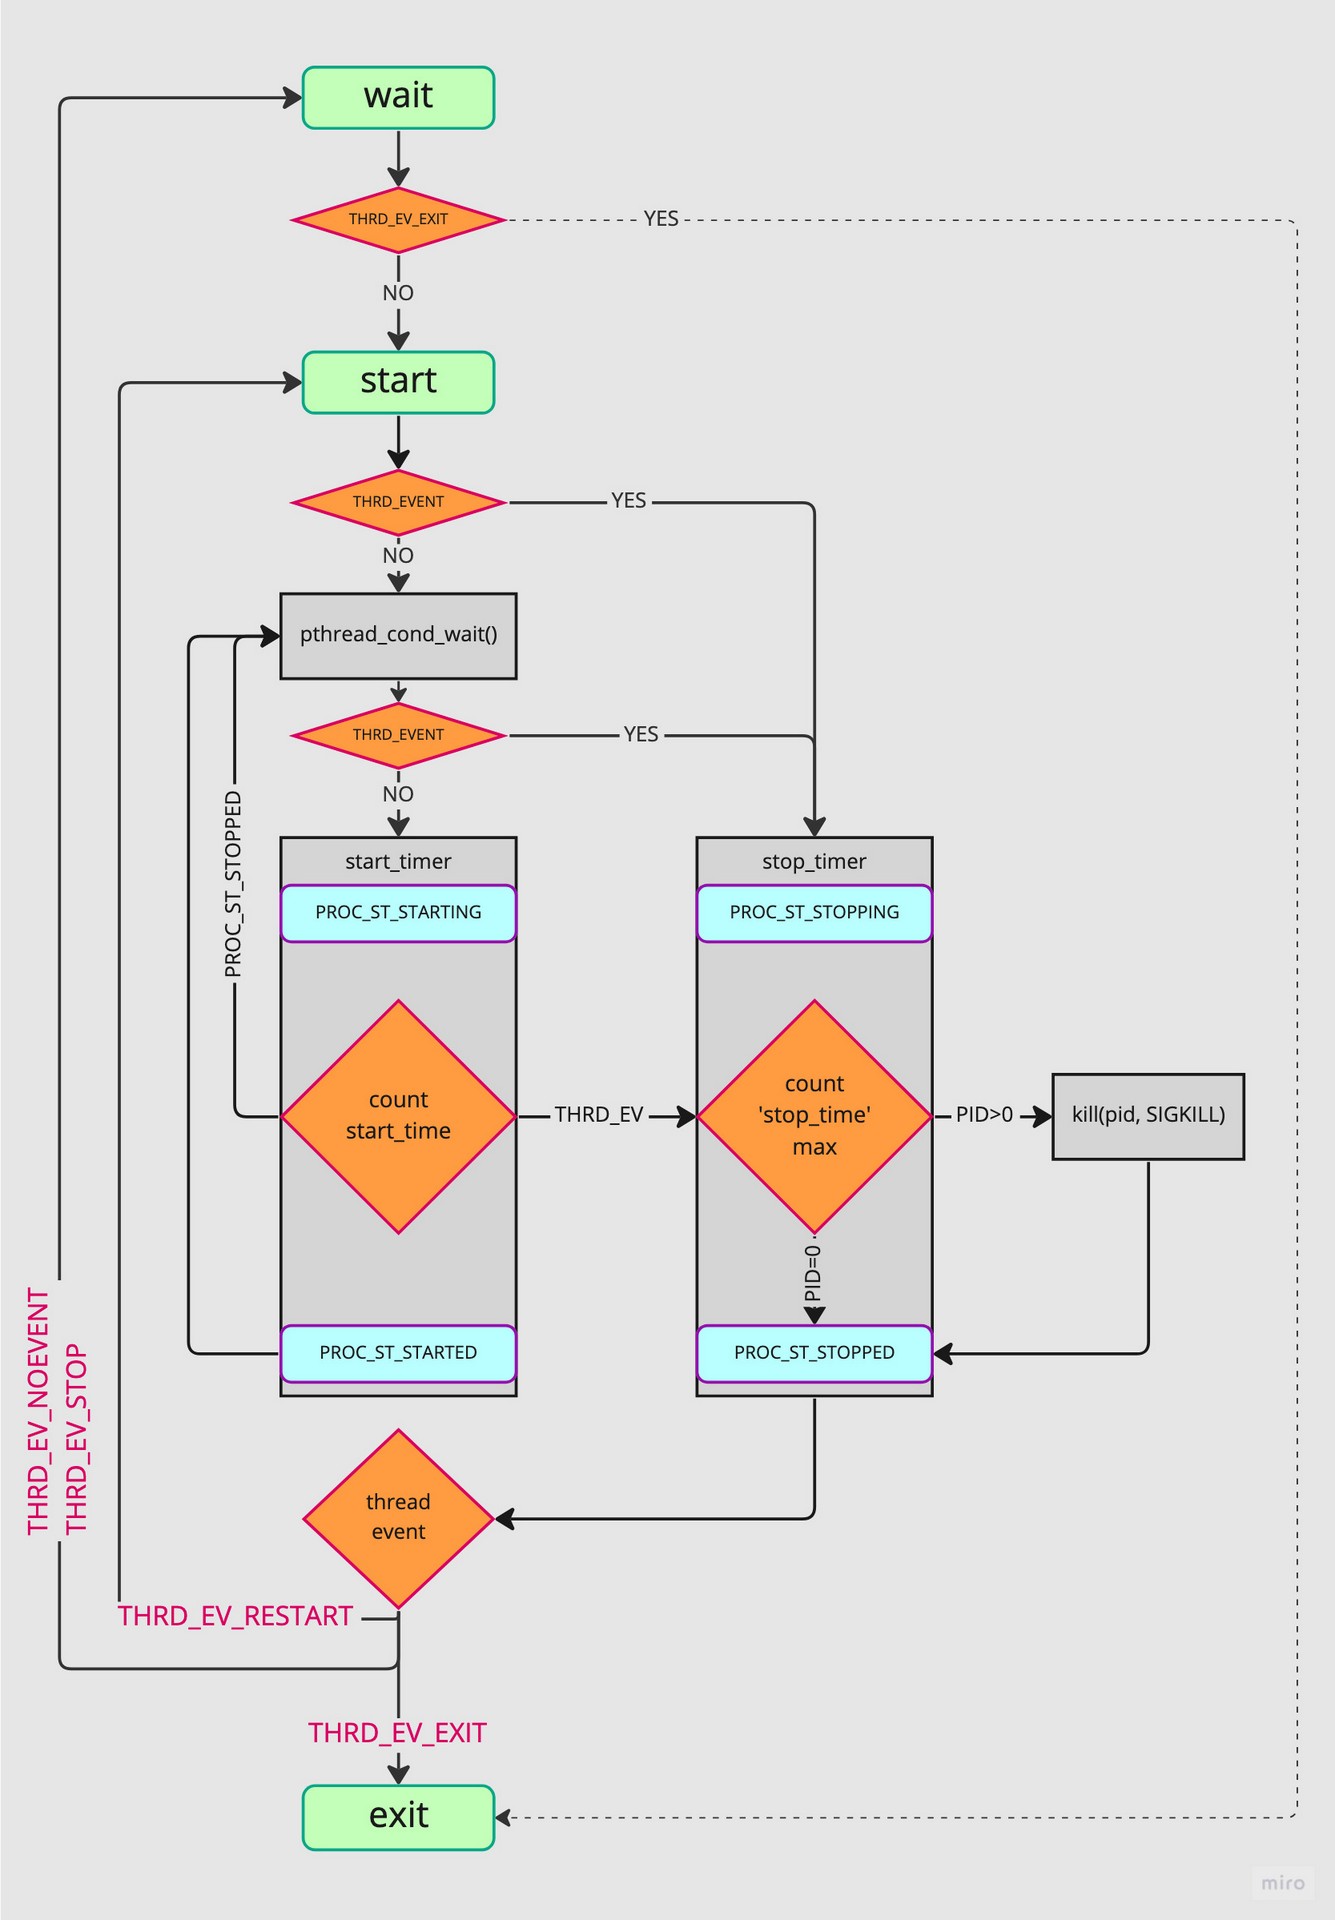 wait
THRD_EV_EXIT
YES
NO
start
THRD_EVENT
YES
NO
pthread_cond_wait()
THRD_EVENT
YES
NO
PROC_ST_STOPPED
start_timer
stop_timer
PROC_ST_STARTING
PROC_ST_STOPPING
count
start_time
THRD_EV
count
'stop_time'
max
PID>0
kill(pid, SIGKILL)
PID=0
PROC_ST_STARTED
PROC_ST_STOPPED
THRD_EV_NOEVENT
THRD_EV_STOP
thread
event
THRD_EV_RESTART
THRD_EV_EXIT
exit
miro